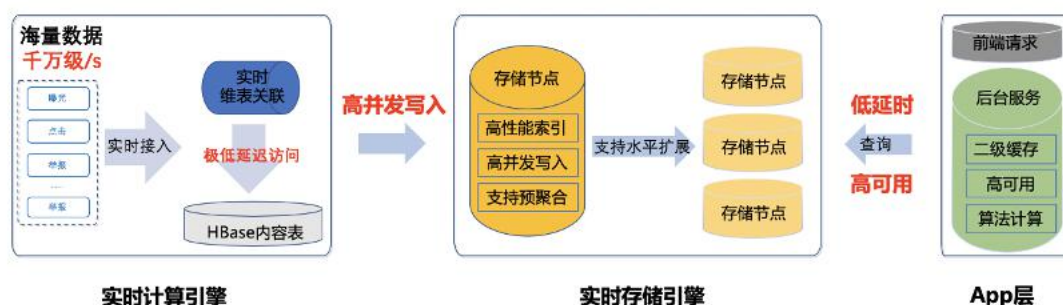 海量数据
千万级/s
曝光
点击
举报
....
举报
实时接入
实时
维表关联
极低延迟访问
HBase内容表
实时计算引擎
高并发写入
存储节点
高性能索引
高并发写入
支持预聚合
支持水平扩展
存储节点
存储节点
存储节点
实时存储引擎
低延时
查询
高可用
前端请求
后台服务
二级缓存
高可用
算法计算
App层